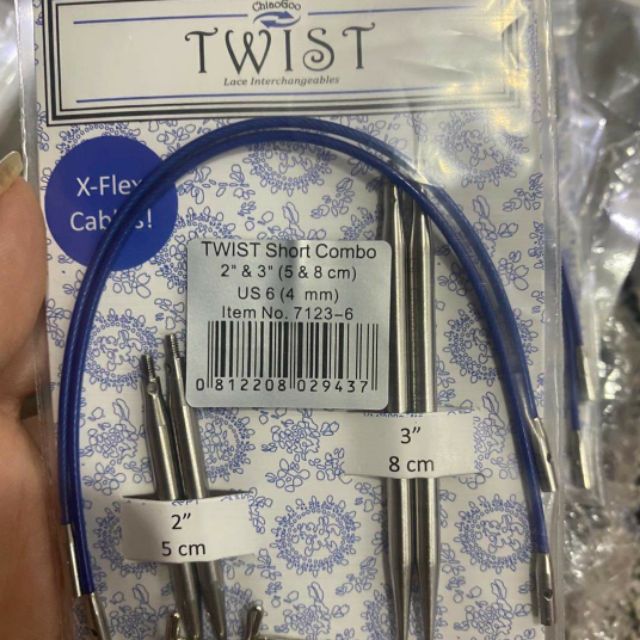 ChiaoGoo
TWIST
Lace Interchangeables
X-Flex
Cables!
TWIST Short Combo
2" & 3" (5 & 8 cm)
US 6 (4 mm)
Item No. 7123-6
0 812208 029437
3"
8 cm
2"
5 cm